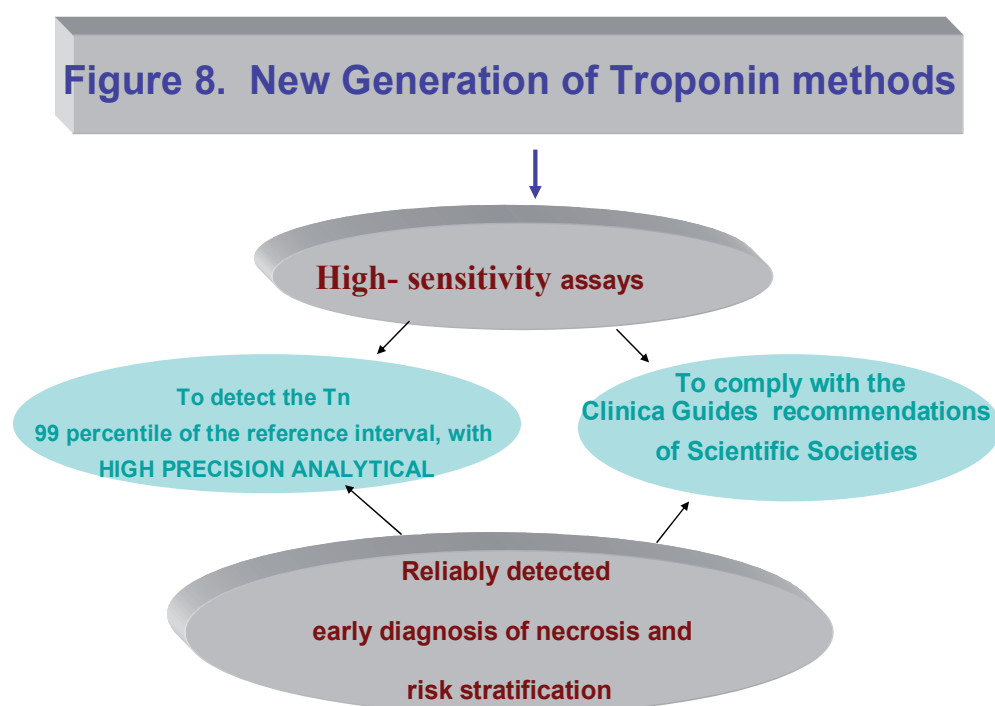 Figure 8. New Generation of Troponin methods
High- sensitivity assays
To detect the Tn
99 percentile of the reference interval, with
HIGH PRECISION ANALYTICAL
To comply with the
Clinica Guides recommendations
of Scientific Societies
Reliably detected
early diagnosis of necrosis and
risk stratification